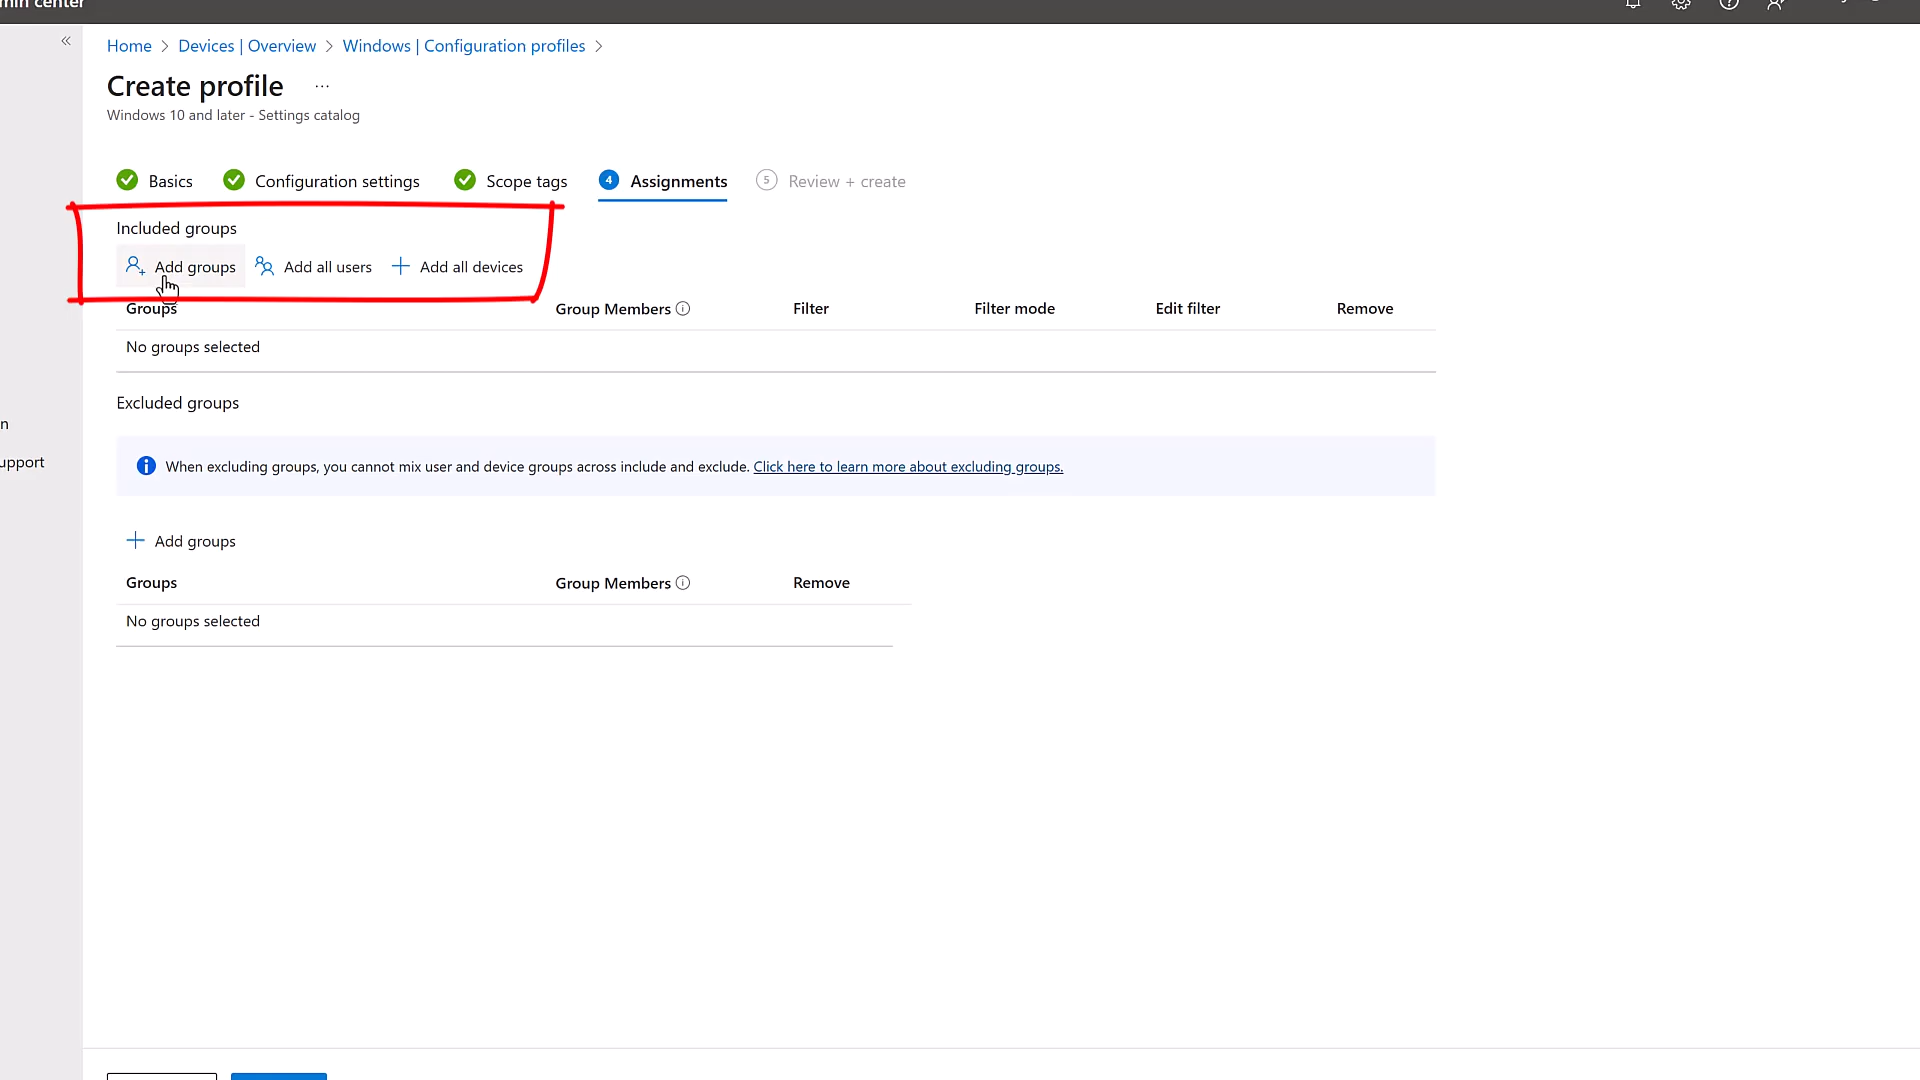 min center
Home > Devices | Overview > Windows | Configuration profiles >
Create profile ...
Windows 10 and later - Settings catalog
Basics Configuration settings Scope tags 4 Assignments 5 Review + create
Included groups
Add groups Add all users Add all devices
Groups Group Members Filter Filter mode Edit filter Remove
No groups selected
Excluded groups
n
When excluding groups, you cannot mix user and device groups across include and exclude. Click here to learn more about excluding groups.
upport
Add groups
Groups Group Members Remove
No groups selected